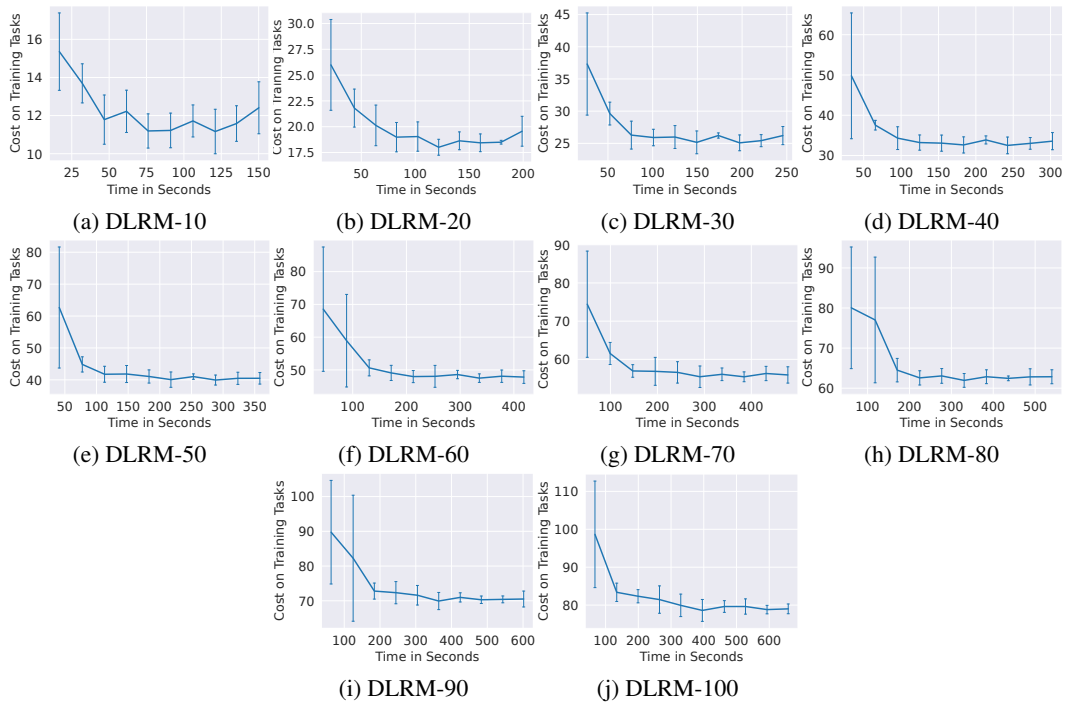 Cost on Training Tasks
16
14
12
10
25 50 75 100 125 150
Time in Seconds
(a) DLRM-10
Cost on Training Tasks
30.0
27.5
25.0
22.5
20.0
17.5
50 100 150 200
Time in Seconds
(b) DLRM-20
Cost on Training Tasks
45
40
35
30
25
50 100 150 200 250
Time in Seconds
(c) DLRM-30
Cost on Training Tasks
60
50
40
30
50 100 150 200 250 300
Time in Seconds
(d) DLRM-40
Cost on Training Tasks
80
70
60
50
40
50 100 150 200 250 300 350
Time in Seconds
(e) DLRM-50
Cost on Training Tasks
80
70
60
50
100 200 300 400
Time in Seconds
(f) DLRM-60
Cost on Training Tasks
90
80
70
60
100 200 300 400
Time in Seconds
(g) DLRM-70
Cost on Training Tasks
90
80
70
60
100 200 300 400 500
Time in Seconds
(h) DLRM-80
Cost on Training Tasks
100
90
80
70
100 200 300 400 500 600
Time in Seconds
(i) DLRM-90
Cost on Training Tasks
110
100
90
80
100 200 300 400 500 600
Time in Seconds
(j) DLRM-100